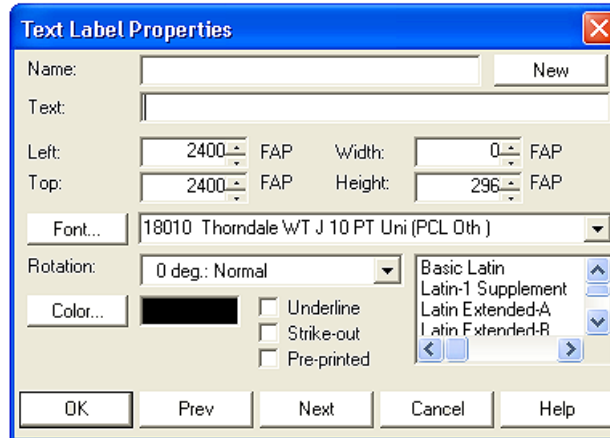 Text Label Properties
Name:
New
Text:
Left: 2400 FAP Width: 0 FAP
Top: 2400 FAP Height: 296 FAP
Font... 18010 Thorndale WT J 10 PT Uni (PCL Oth )
Rotation: 0 deg.: Normal
Basic Latin
Latin-1 Supplement
Latin Extended-A
Latin Extended-B
Color...
Underline
Strike-out
Pre-printed
OK Prev Next Cancel Help